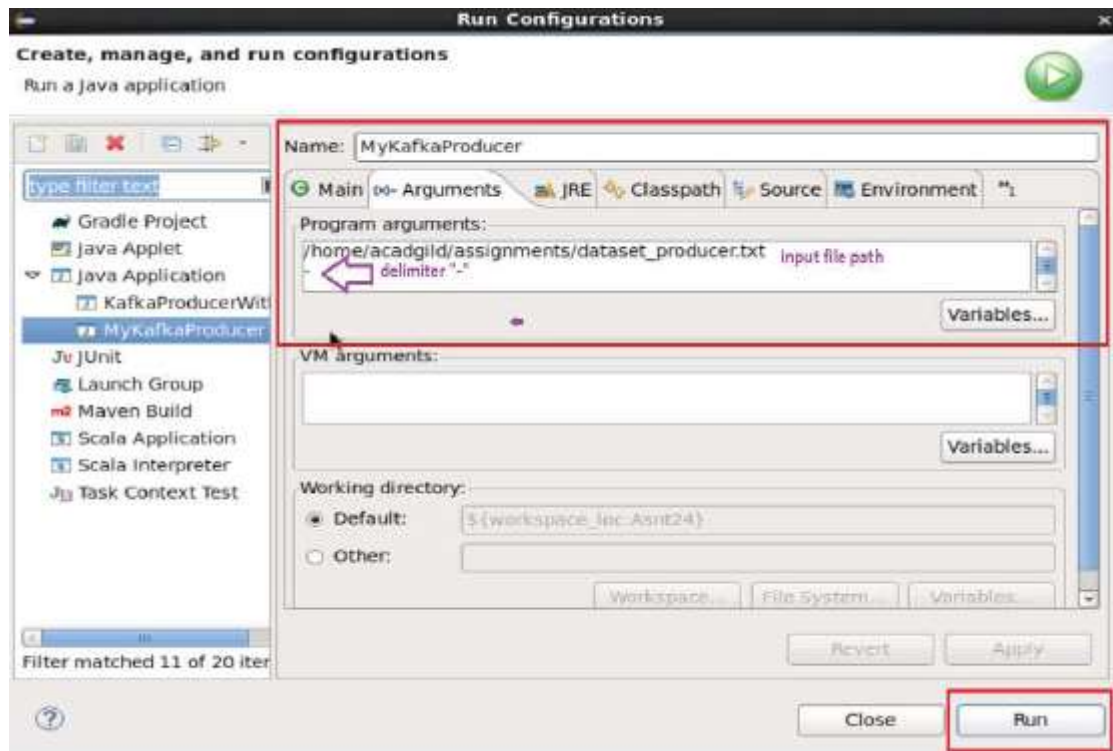 Run Configurations
Create, manage, and run configurations
Run a Java application
Name: MyKafkaProducer
type filter text
Main Arguments JRE Classpath Source Environment "1
Gradle Project
Java Applet
Java Application
KafkaProducerWit
MyKafkaProducer
JUnit
Launch Group
Maven Build
Scala Application
Scala Interpreter
Task Context Test
Filter matched 11 of 20 iter
Program arguments:
/home/acadgild/assignments/dataset_producer.txt Input file path
- delimiter "-"
Variables...
VM arguments:
Variables...
Working directory:
Default: ${workspace_loc:Asnt24}
Other:
Workspace... File System... Variables...
Revert Apply
Close Run